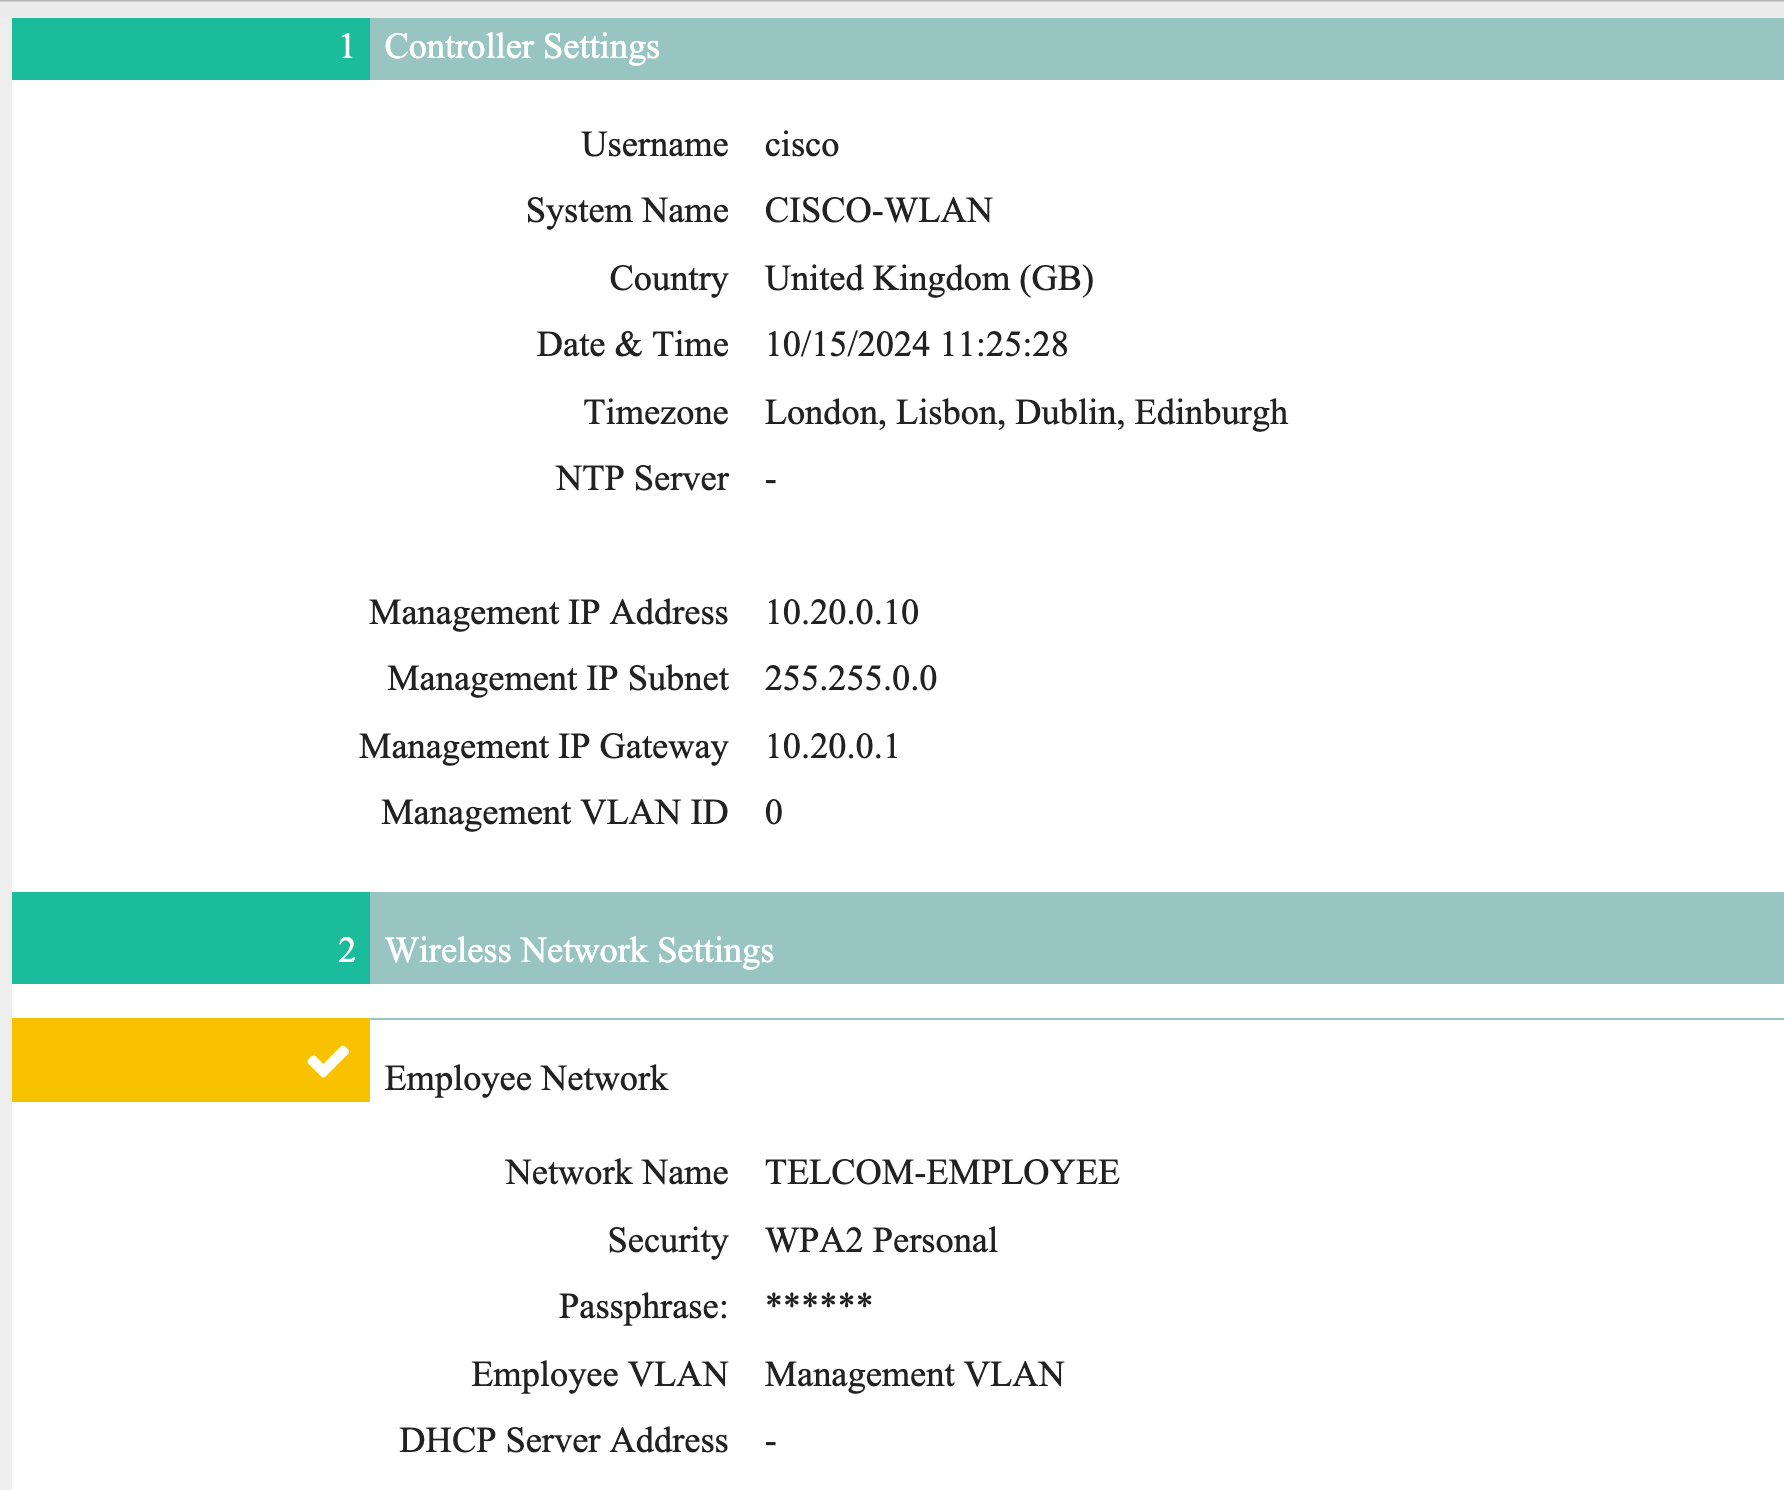 1 Controller Settings
Username cisco
System Name CISCO-WLAN
Country United Kingdom (GB)
Date & Time 10/15/2024 11:25:28
Timezone London, Lisbon, Dublin, Edinburgh
NTP Server -
Management IP Address 10.20.0.10
Management IP Subnet 255.255.0.0
Management IP Gateway 10.20.0.1
Management VLAN ID 0
2 Wireless Network Settings
Employee Network
Network Name TELCOM-EMPLOYEE
Security WPA2 Personal
Passphrase: ******
Employee VLAN Management VLAN
DHCP Server Address -